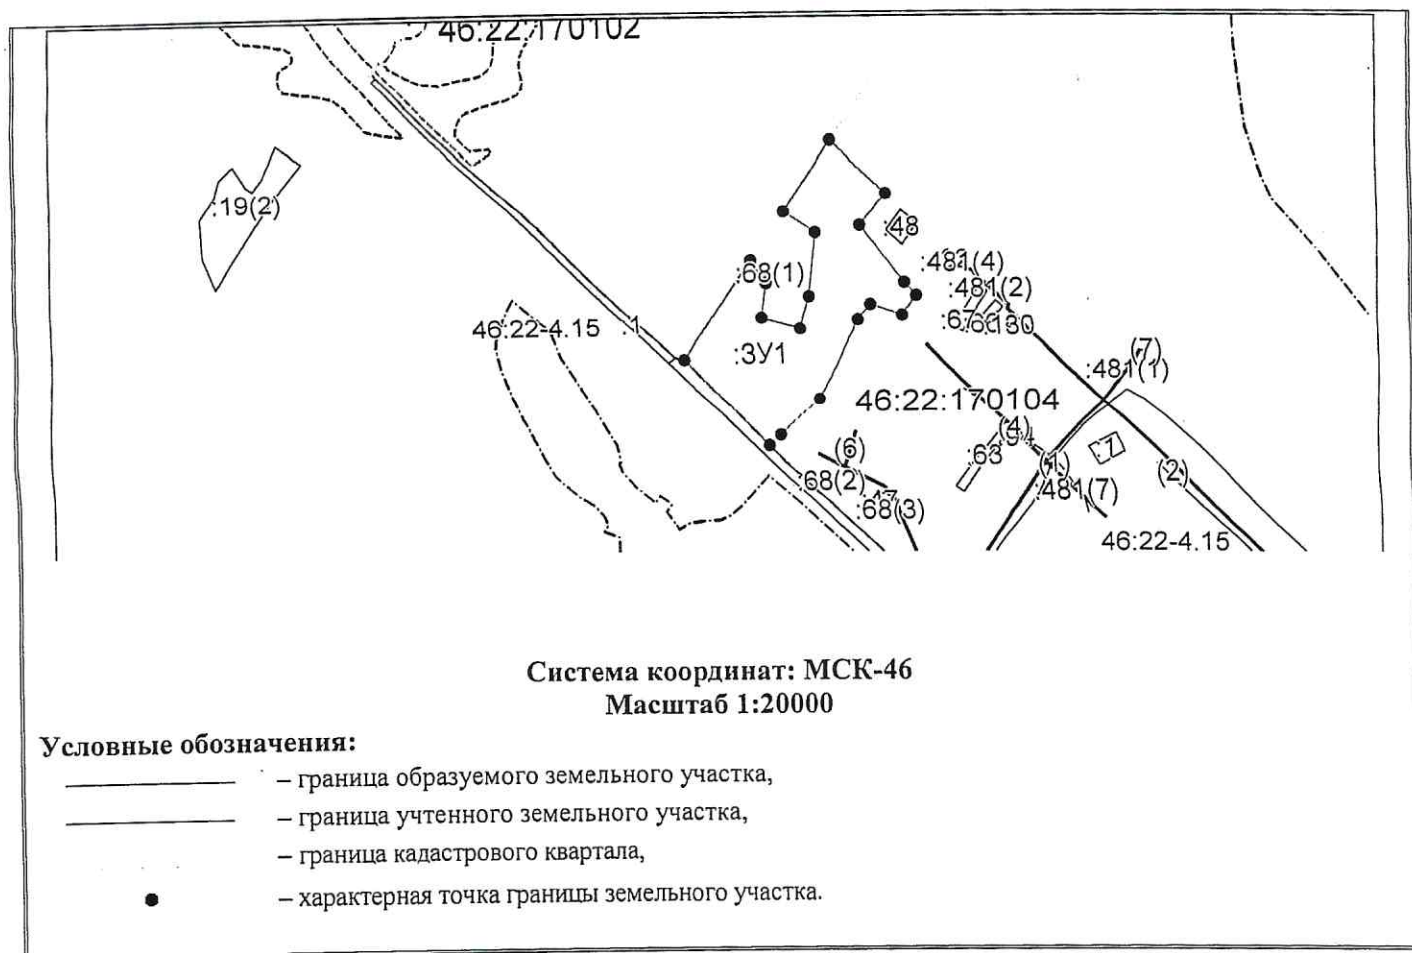 46:22:170102
:19(2)
:48
:68(1)
:481(4)
:481(2)
46:22-4.15
:1
:ЗУ1
(7)
:481(1)
46:22:170104
(4)
:63
(6)
:7
(1)
(2)
:68(2)
:481(7)
:68(3)
46:22-4.15
Система координат: МСК-46
Масштаб 1:20000
Условные обозначения:
– граница образуемого земельного участка,
– граница учтенного земельного участка,
– граница кадастрового квартала,
– характерная точка границы земельного участка.